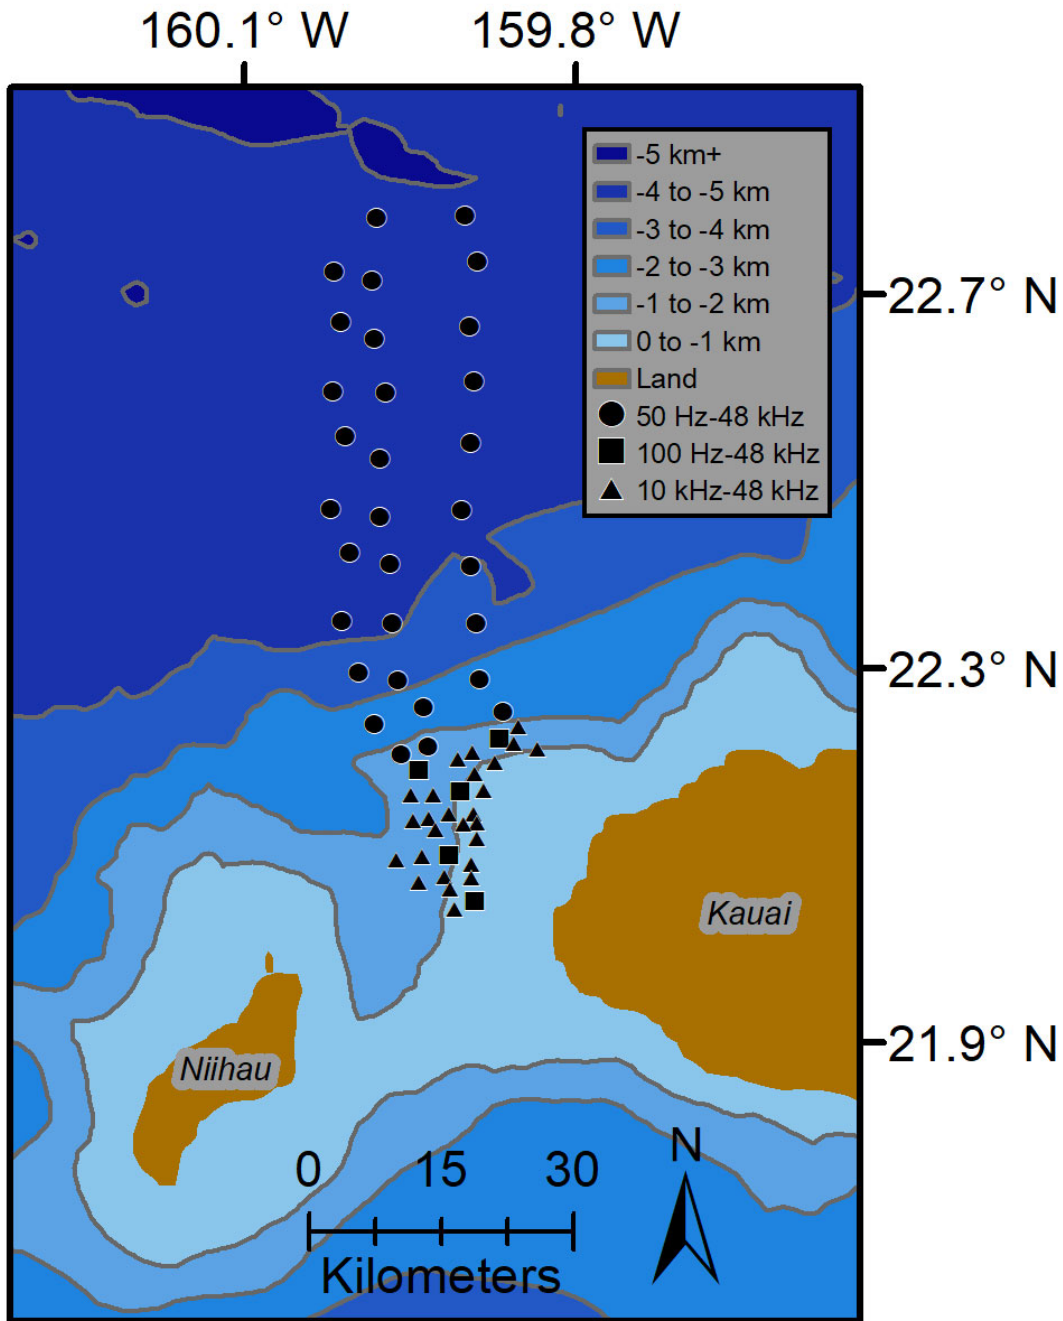 160.1° W 159.8° W
-5 km+
-4 to -5 km
-3 to -4 km
-2 to -3 km
-1 to -2 km
0 to -1 km
Land
50 Hz-48 kHz
100 Hz-48 kHz
10 kHz-48 kHz
22.7° N
22.3° N
Kauai
21.9° N
Niihau
N
0 15 30
Kilometers